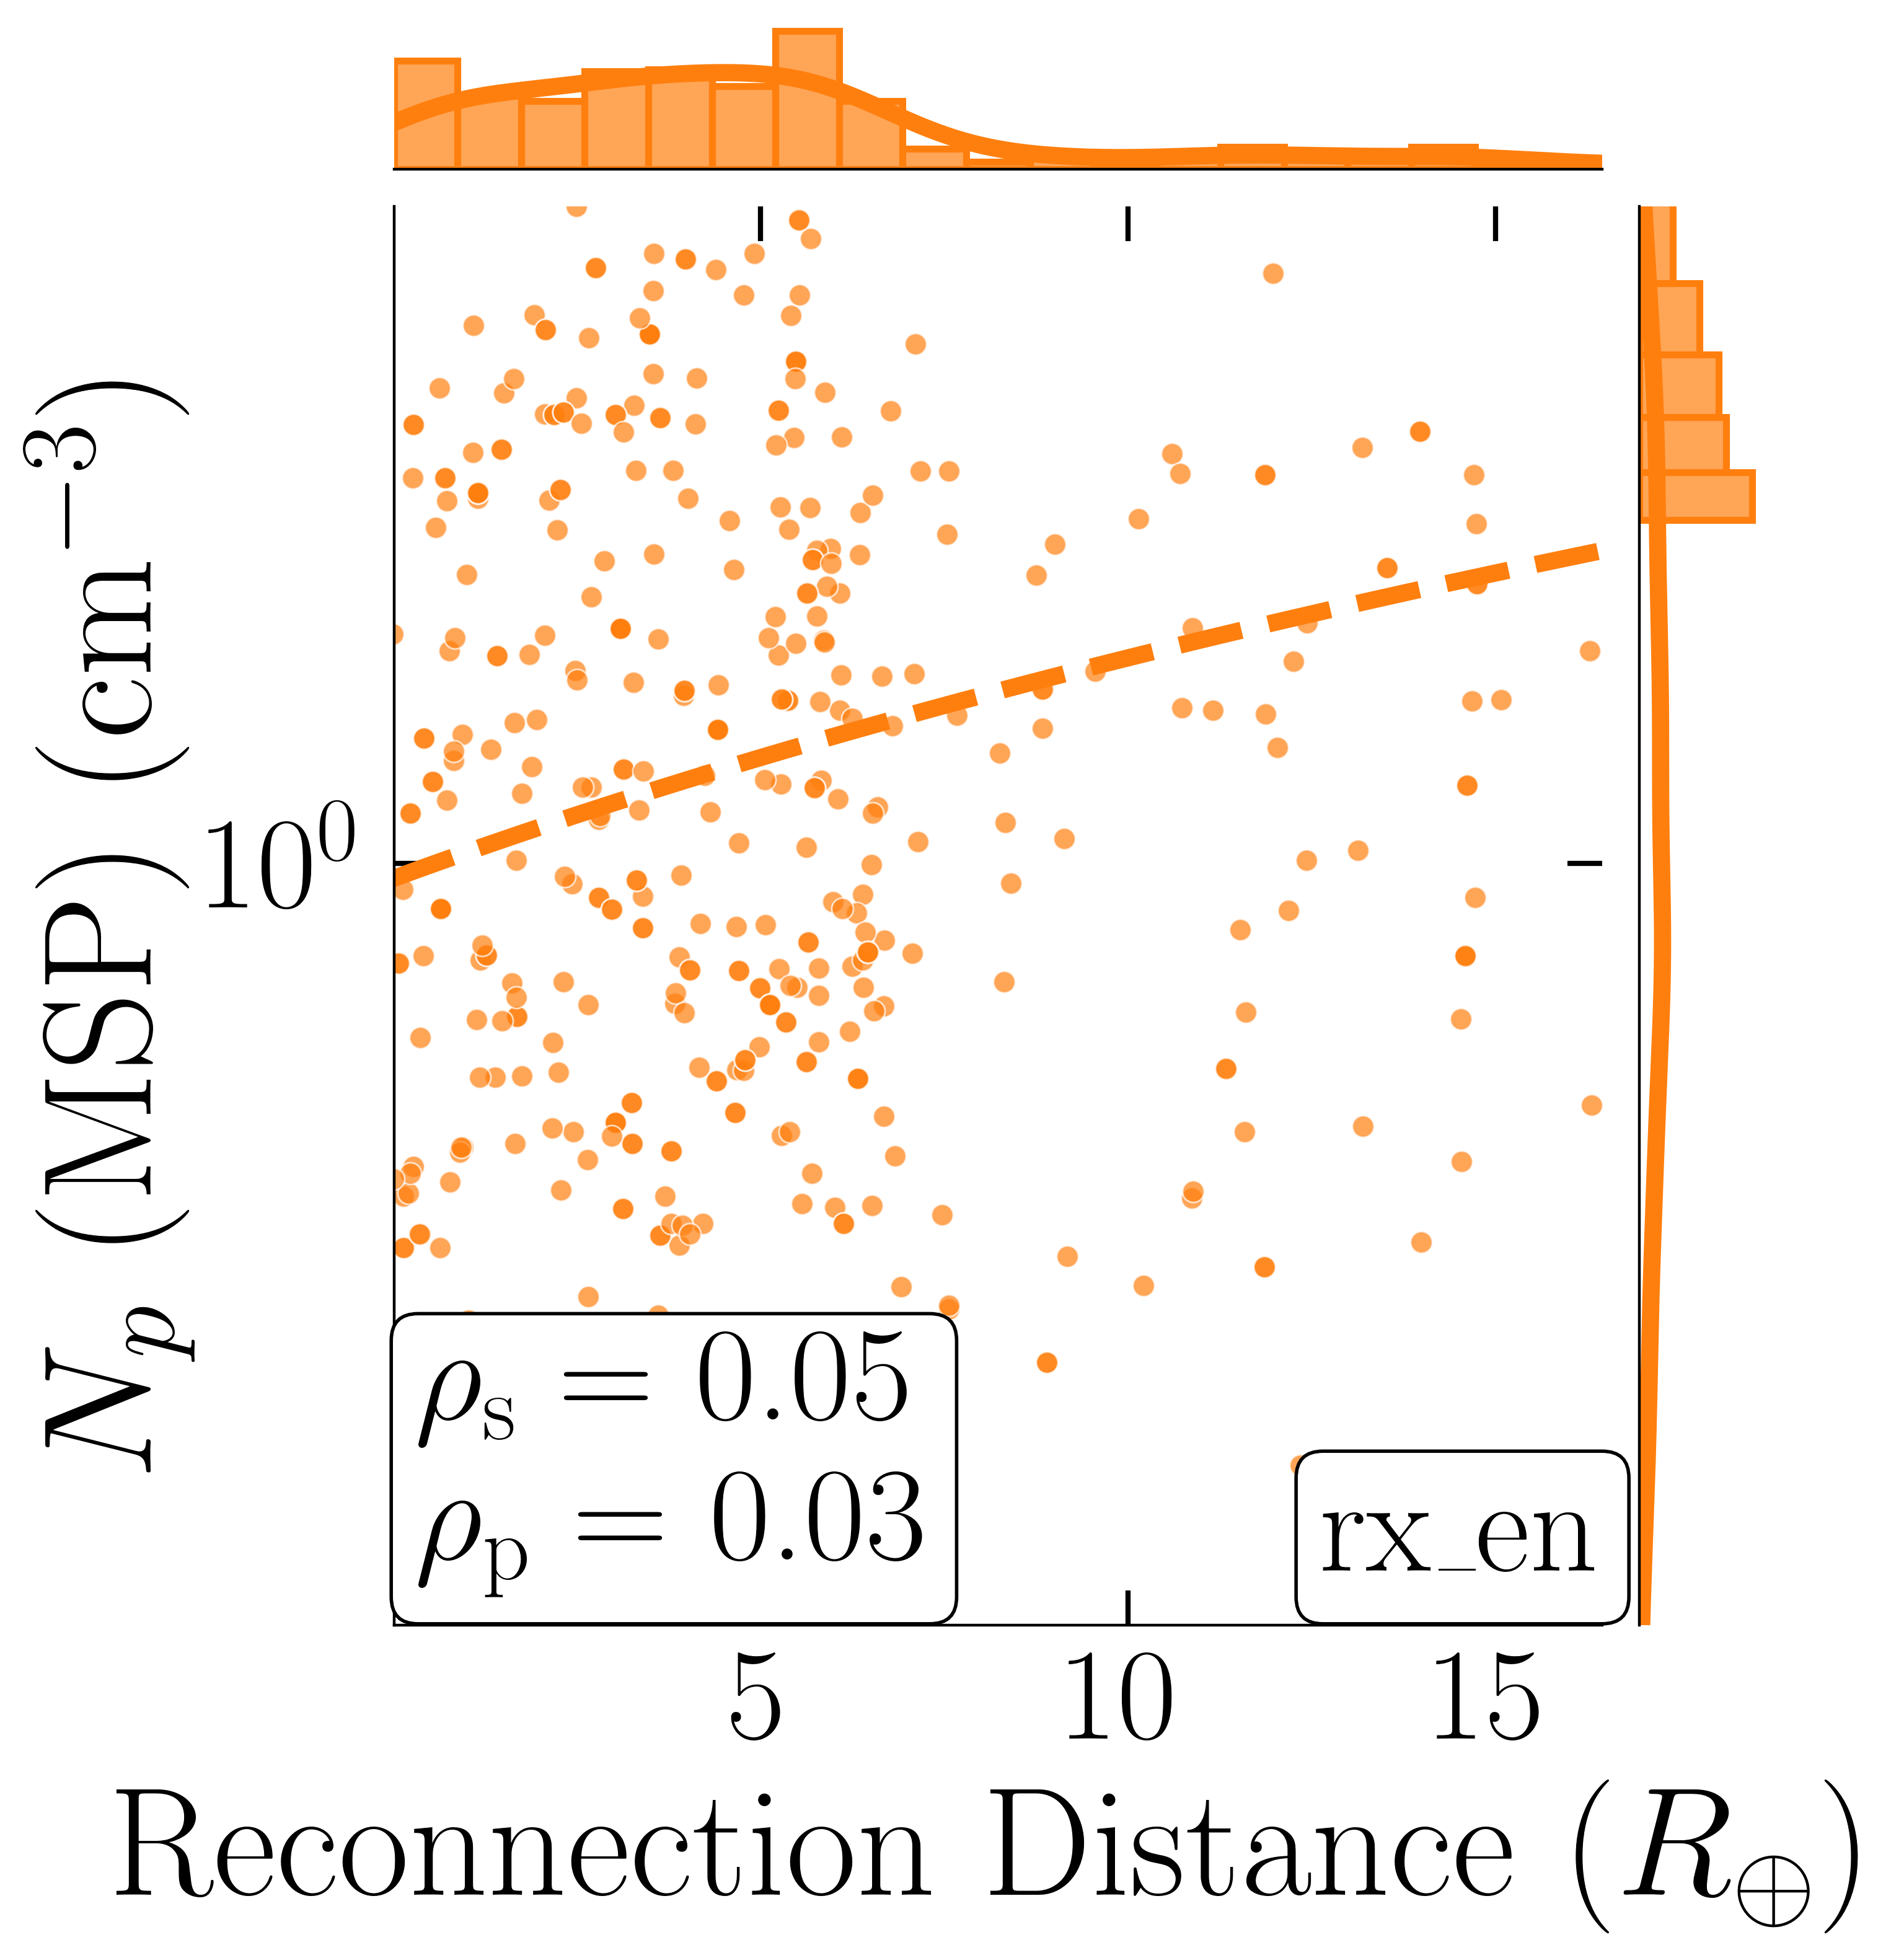 N_p (MSP) (cm^{-3})
10^0
ρ_s = 0.05
ρ_p = 0.03
rx_en
5 10 15
Reconnection Distance (R_⊕)